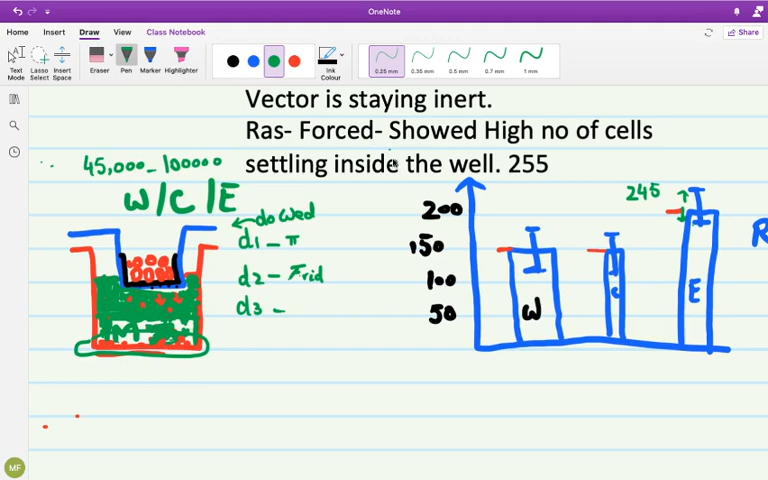 OneNote
Home Insert Draw View Class Notebook
Share
Text Mode
Lasso Select
Insert Space
Eraser
Pen
Marker
Highlighter
Ink Colour
0.25 mm
0.35 mm
0.5 mm
0.7 mm
1 mm
Vector is staying inert.
Ras- Forced- Showed High no of cells
settling inside the well. 255
45,000-100000
W/C/E
do Wed
d1 -
d2 - Frid
d3 -
200
150
100
50
245
W
C
E
R
MF